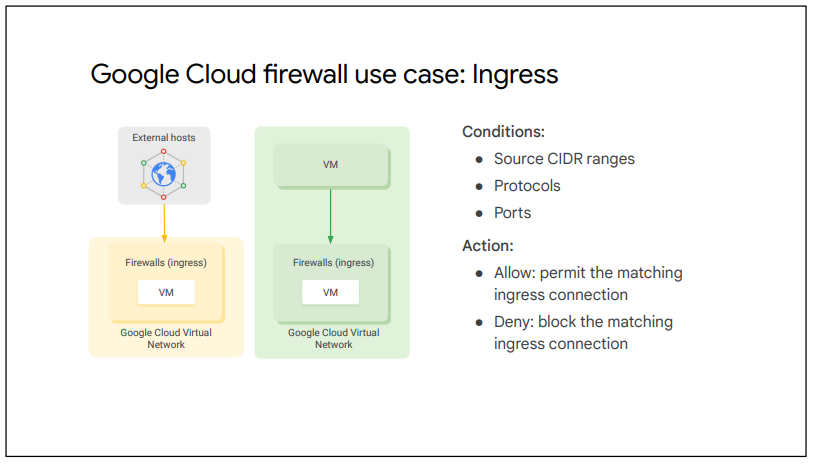 Google Cloud firewall use case: Ingress
External hosts
Firewalls (ingress)
VM
Google Cloud Virtual
Network
VM
Firewalls (ingress)
VM
Google Cloud Virtual
Network
Conditions:
● Source CIDR ranges
● Protocols
● Ports
Action:
● Allow: permit the matching
ingress connection
● Deny: block the matching
ingress connection